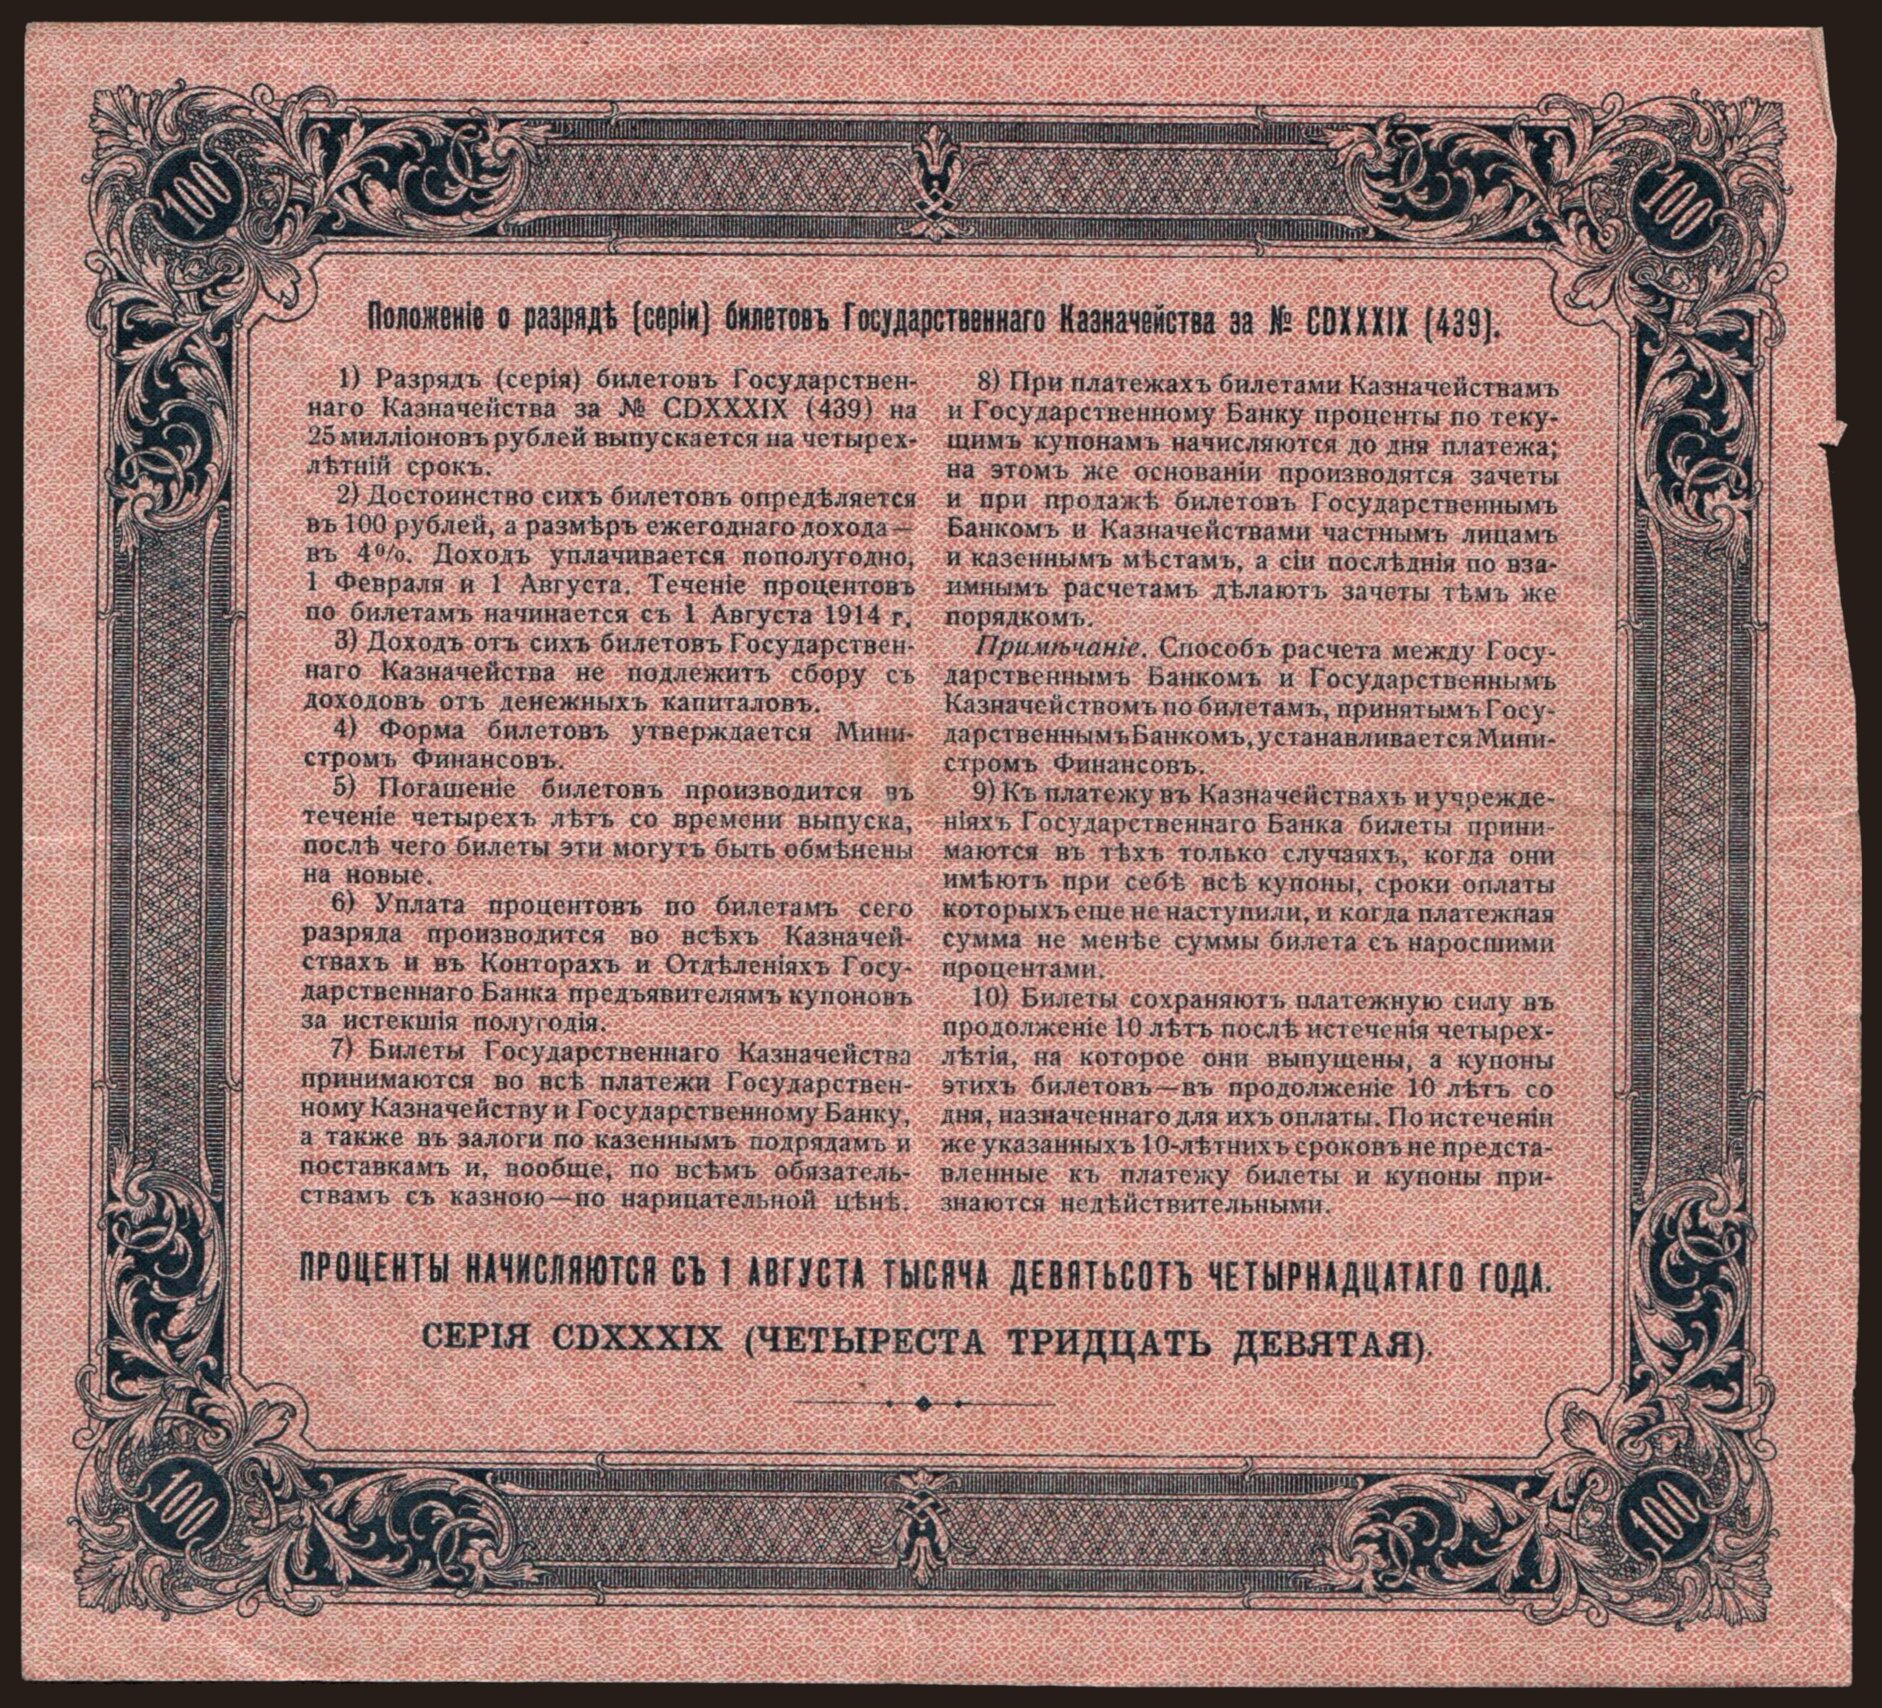 100
100
Положеніе о разрядѣ (серіи) билетовъ Государственнаго Казначейства за № CDXXXIX (439).
1) Разрядъ (серія) билетовъ Государствен-
наго Казначейства за № CDXXXIX (439) на
25 милліоновъ рублей выпускается на четырех-
лѣтній срокъ.
2) Достоинство сихъ билетовъ опредѣляется
въ 100 рублей, а размѣръ ежегоднаго дохода—
въ 4%. Доходъ уплачивается пополугодно,
1 Февраля и 1 Августа. Теченіе процентовъ
по билетамъ начинается съ 1 Августа 1914 г.
3) Доходъ отъ сихъ билетовъ Государствен-
наго Казначейства не подлежитъ сбору съ
доходовъ отъ денежныхъ капиталовъ.
4) Форма билетовъ утверждается Мини-
стромъ Финансовъ.
5) Погашеніе билетовъ производится въ
теченіе четырехъ лѣтъ со времени выпуска,
послѣ чего билеты эти могутъ быть обмѣнены
на новые.
6) Уплата процентовъ по билетамъ сего
разряда производится во всѣхъ Казначей-
ствахъ и въ Конторахъ и Отдѣленіяхъ Госу-
дарственнаго Банка предъявителямъ купоновъ
за истекшія полугодія.
7) Билеты Государственнаго Казначейства
принимаются во всѣ платежи Государствен-
ному Казначейству и Государственному Банку,
а также въ залоги по казеннымъ подрядамъ и
поставкамъ и, вообще, по всѣмъ обязатель-
ствамъ съ казною—по нарицательной цѣнѣ.
8) При платежахъ билетами Казначействамъ
и Государственному Банку проценты по теку-
щимъ купонамъ начисляются до дня платежа;
на этомъ же основаніи производятся зачеты
и при продажѣ билетовъ Государственнымъ
Банкомъ и Казначействами частнымъ лицамъ
и казеннымъ мѣстамъ, а сіи послѣднія по вза-
имнымъ расчетамъ дѣлаютъ зачеты тѣмъ же
порядкомъ.
Примѣчаніе. Способъ расчета между Госу-
дарственнымъ Банкомъ и Государственнымъ
Казначействомъ по билетамъ, принятымъ Госу-
дарственнымъ Банкомъ, устанавливается Мини-
стромъ Финансовъ.
9) Къ платежу въ Казначействахъ и учрежде-
ніяхъ Государственнаго Банка билеты прини-
маются въ тѣхъ только случаяхъ, когда они
имѣютъ при себѣ всѣ купоны, сроки оплаты
которыхъ еще не наступили, и когда платежная
сумма не менѣе суммы билета съ наросшими
процентами.
10) Билеты сохраняютъ платежную силу въ
продолженіе 10 лѣтъ послѣ истеченія четырех-
лѣтія, на которое они выпущены, а купоны
этихъ билетовъ—въ продолженіе 10 лѣтъ со
дня, назначеннаго для ихъ оплаты. По истеченіи
же указанныхъ 10-лѣтнихъ сроковъ не предста-
вленные къ платежу билеты и купоны при-
знаются недѣйствительными.
ПРОЦЕНТЫ НАЧИСЛЯЮТСЯ СЪ 1 АВГУСТА ТЫСЯЧА ДЕВЯТЬСОТЪ ЧЕТЫРНАДЦАТАГО ГОДА.
СЕРІЯ CDXXXIX (ЧЕТЫРЕСТА ТРИДЦАТЬ ДЕВЯТАЯ).
100
100